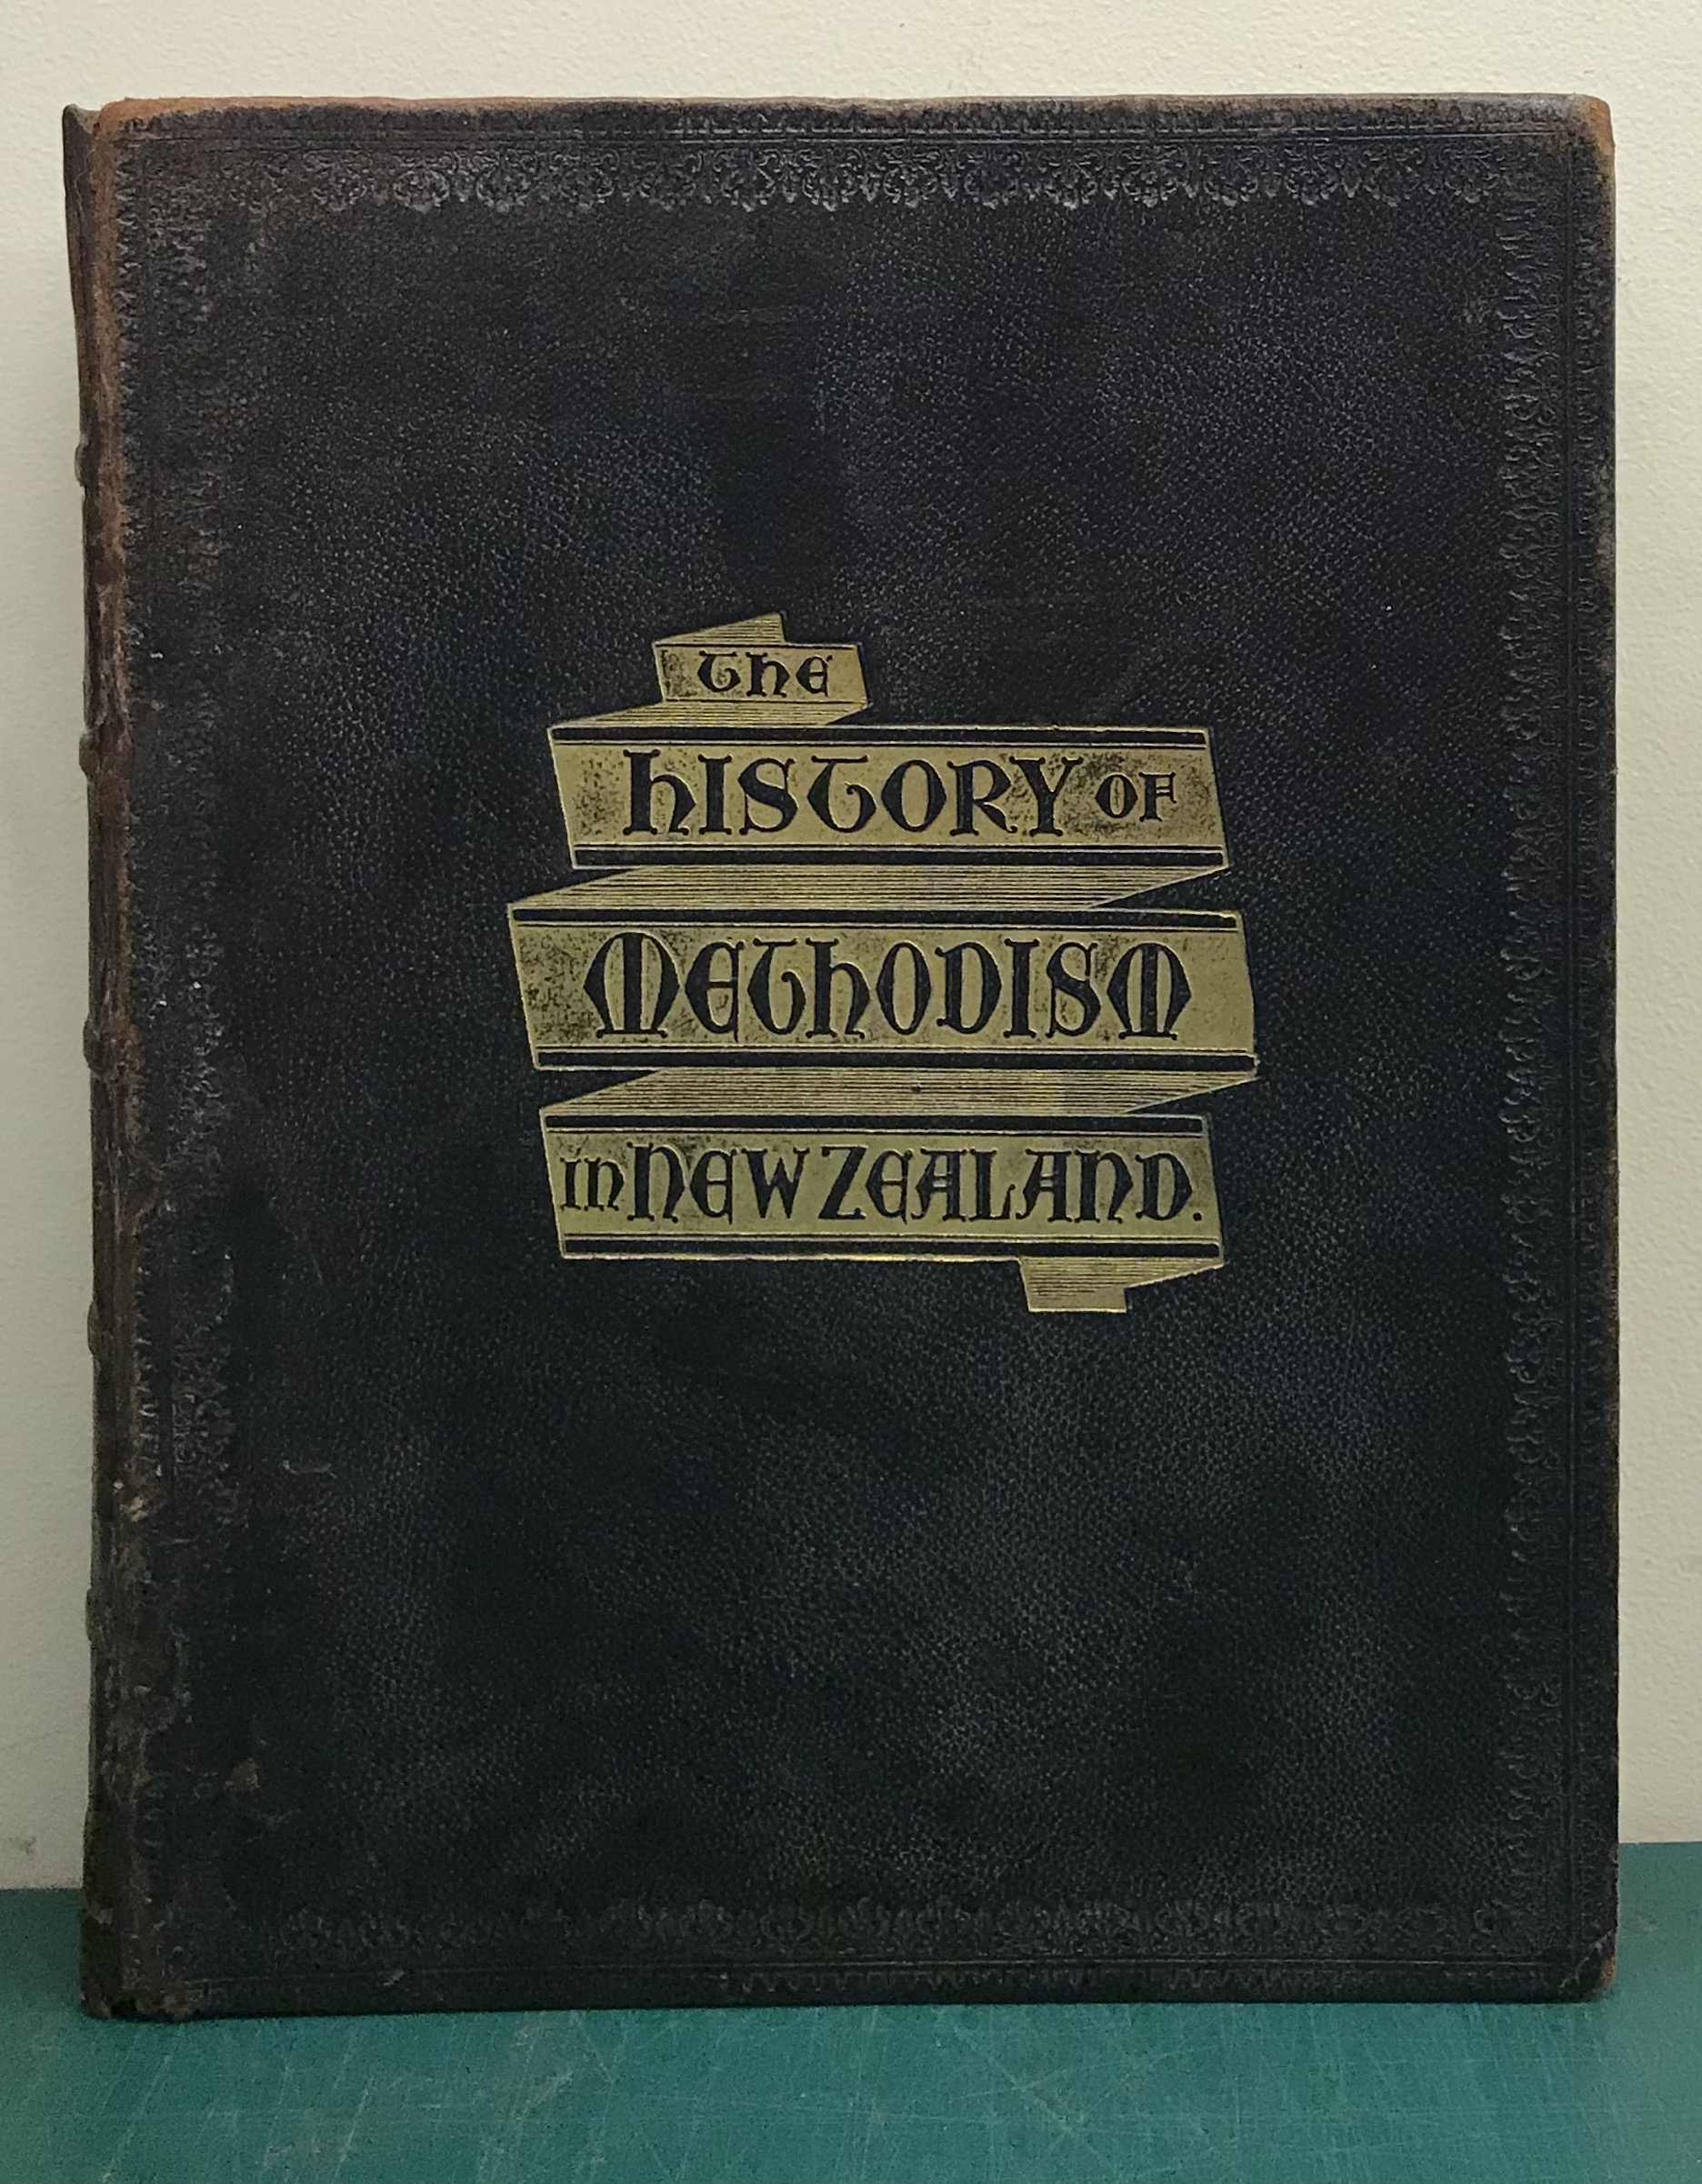 The
History of
Methodism
in New Zealand.